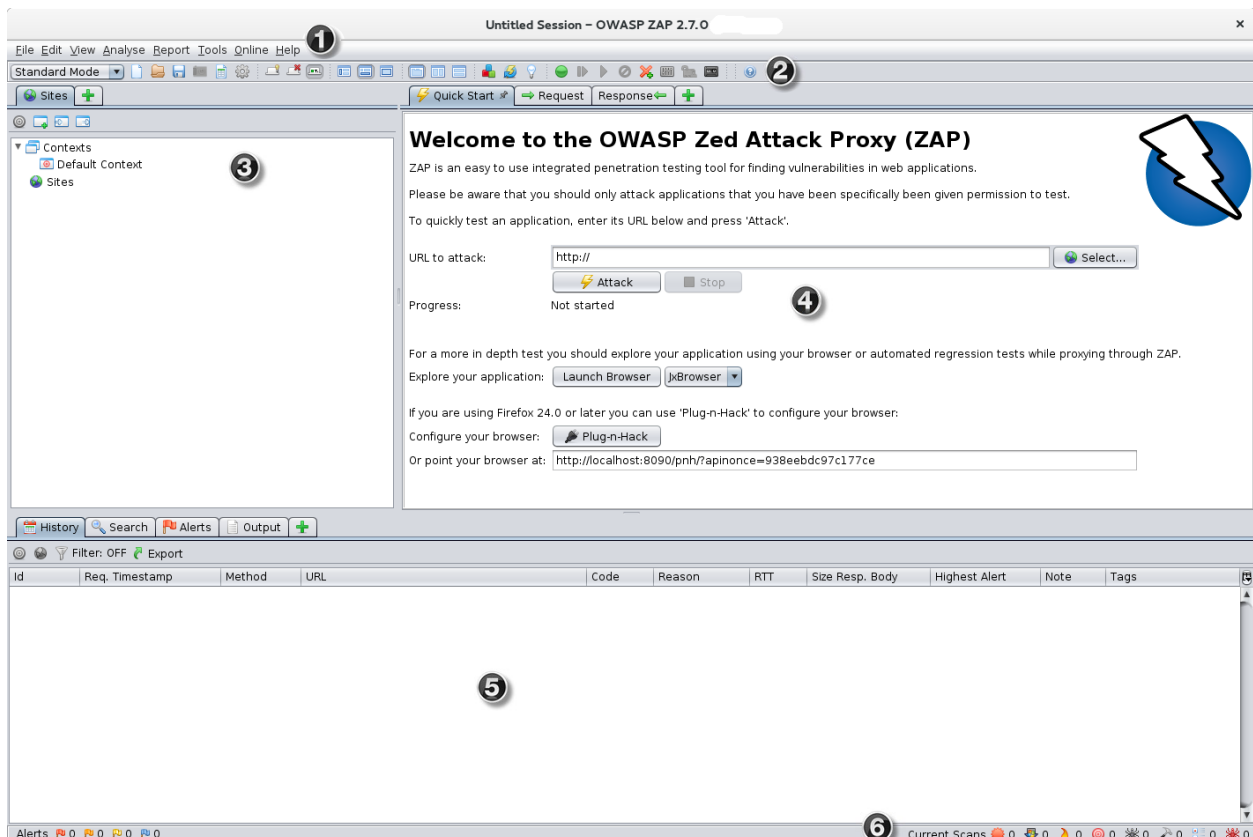 Untitled Session – OWASP ZAP 2.7.0 ×
File Edit View Analyse Report Tools Online Help 1
Standard Mode 2
Sites
Quick Start Request Response
Contexts
Default Context
Sites
3
Welcome to the OWASP Zed Attack Proxy (ZAP)
ZAP is an easy to use integrated penetration testing tool for finding vulnerabilities in web applications.
Please be aware that you should only attack applications that you have been specifically been given permission to test.
To quickly test an application, enter its URL below and press 'Attack'.
URL to attack: http:// Select...
Attack Stop
Progress: Not started
4
For a more in depth test you should explore your application using your browser or automated regression tests while proxying through ZAP.
Explore your application: Launch Browser JxBrowser
If you are using Firefox 24.0 or later you can use 'Plug-n-Hack' to configure your browser:
Configure your browser: Plug-n-Hack
Or point your browser at: http://localhost:8090/pnh/?apinonce=938eebdc97c177ce
History Search Alerts Output
Filter: OFF Export
Id Req. Timestamp Method URL Code Reason RTT Size Resp. Body Highest Alert Note Tags
5
6
Alerts 0 0 0 0 Current Scans 0 0 0 0 0 0 0 0